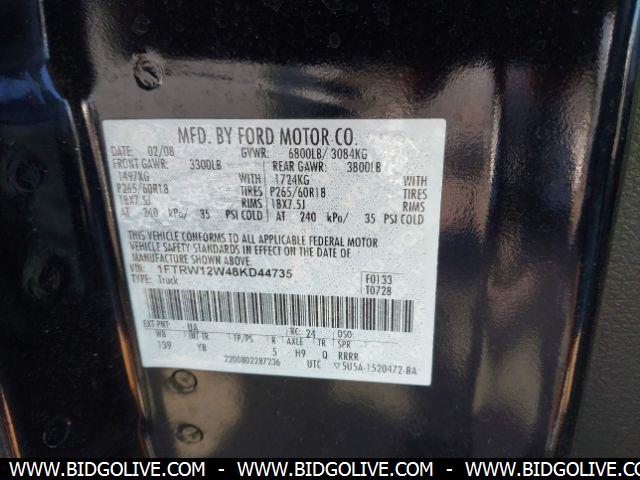 MFD. BY FORD MOTOR CO.
DATE 02/08 GVWR: 6800LB/ 3084KG
FRONT GAWR: 3300LB REAR GAWR: 3800LB
1497KG WITH 1724KG WITH
P265/60R18 TIRES P265/60R18 TIRES
18X7.5J RIMS 18X7.5J RIMS
AT 240 kPa/ 35 PSI COLD AT 240 kPa/ 35 PSI COLD
THIS VEHICLE CONFORMS TO ALL APPLICABLE FEDERAL MOTOR
VEHICLE SAFETY STANDARDS IN EFFECT ON THE DATE OF
MANUFACTURE SHOWN ABOVE.
VIN: 1FTRW12W48KD44735 F0133
TYPE: Truck T0728
EXT PNT: UA RC: 24 DSO:
WB INT TR TP/PS R AXLE TR SPR
139 YB 5 H9 Q RRRR
2200802287236 UTC 5U5A-1520472-BA
WWW.BIDGOLIVE.COM - WWW.BIDGOLIVE.COM - WWW.BIDGOLIVE.COM